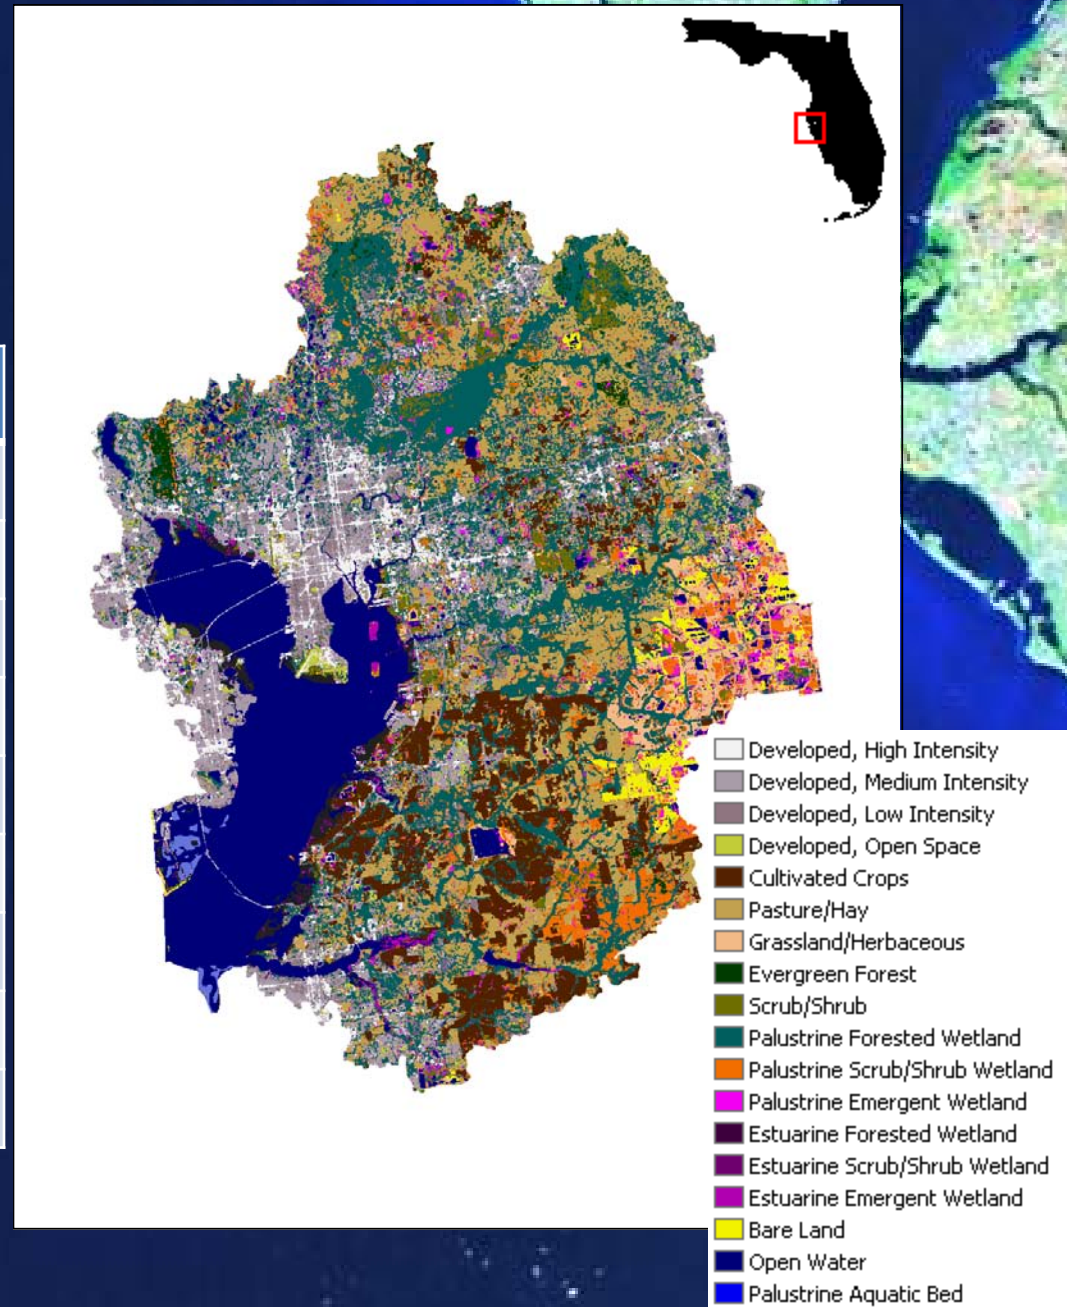 Developed, High Intensity
Developed, Medium Intensity
Developed, Low Intensity
Developed, Open Space
Cultivated Crops
Pasture/Hay
Grassland/Herbaceous
Evergreen Forest
Scrub/Shrub
Palustrine Forested Wetland
Palustrine Scrub/Shrub Wetland
Palustrine Emergent Wetland
Estuarine Forested Wetland
Estuarine Scrub/Shrub Wetland
Estuarine Emergent Wetland
Bare Land
Open Water
Palustrine Aquatic Bed